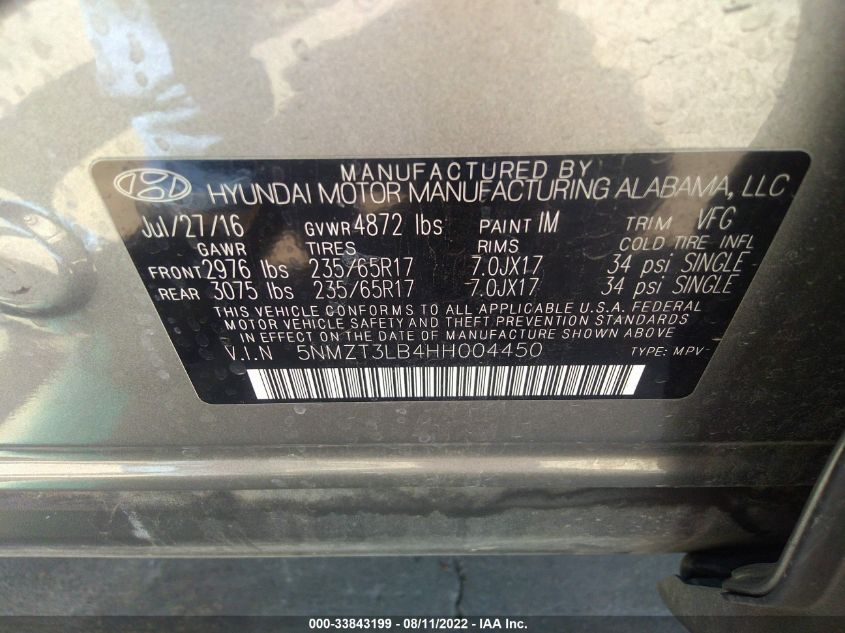 MANUFACTURED BY
HYUNDAI MOTOR MANUFACTURING ALABAMA, LLC
Jul/27/16 GVWR 4872 lbs PAINT IM TRIM VFG
GAWR TIRES RIMS COLD TIRE INFL
FRONT 2976 lbs 235/65R17 7.0JX17 34 psi SINGLE
REAR 3075 lbs 235/65R17 7.0JX17 34 psi SINGLE
THIS VEHICLE CONFORMS TO ALL APPLICABLE U.S.A. FEDERAL
MOTOR VEHICLE SAFETY AND THEFT PREVENTION STANDARDS
IN EFFECT ON THE DATE OF MANUFACTURE SHOWN ABOVE
V.I.N 5NMZT3LB4HH004450 TYPE: MPV
000-33843199 - 08/11/2022 - IAA Inc.